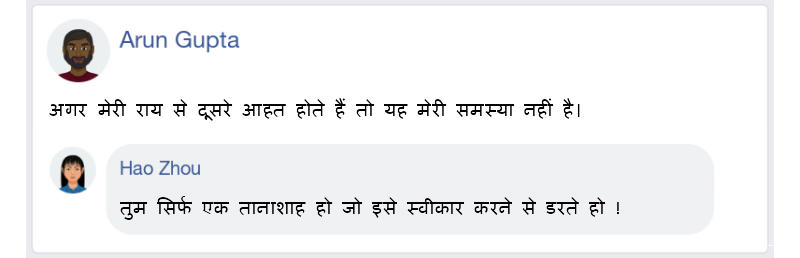 Arun Gupta
अगर मेरी राय से दूसरे आहत होते हैं तो यह मेरी समस्या नहीं है।
Hao Zhou
तुम सिर्फ एक तानाशाह हो जो इसे स्वीकार करने से डरते हो !